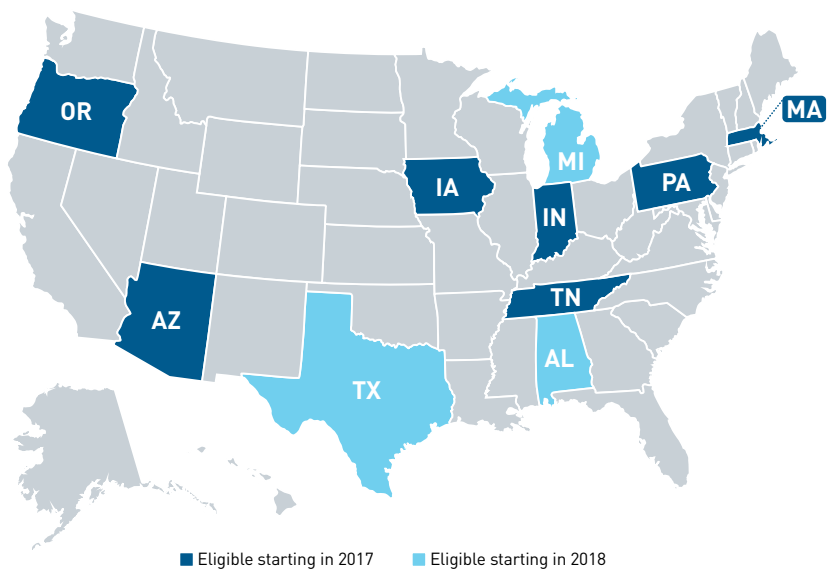 OR
MA
MI
IA
PA
IN
TN
AZ
AL
TX
Eligible starting in 2017
Eligible starting in 2018